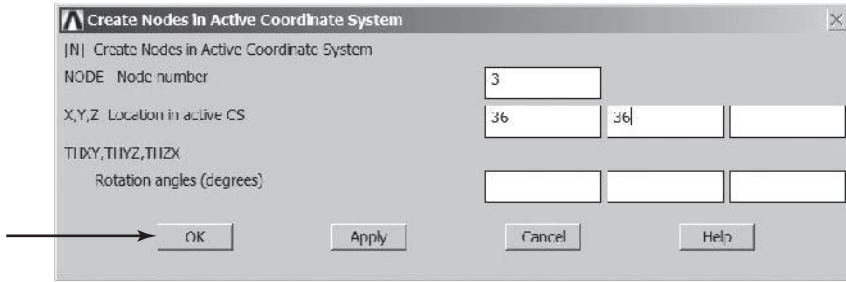 Create Nodes in Active Coordinate System
[N] Create Nodes in Active Coordinate System
NODE Node number 3
X,Y,Z Location in active CS 36 36
THXY,THYZ,THZX
Rotation angles (degrees)
OK Apply Cancel Help